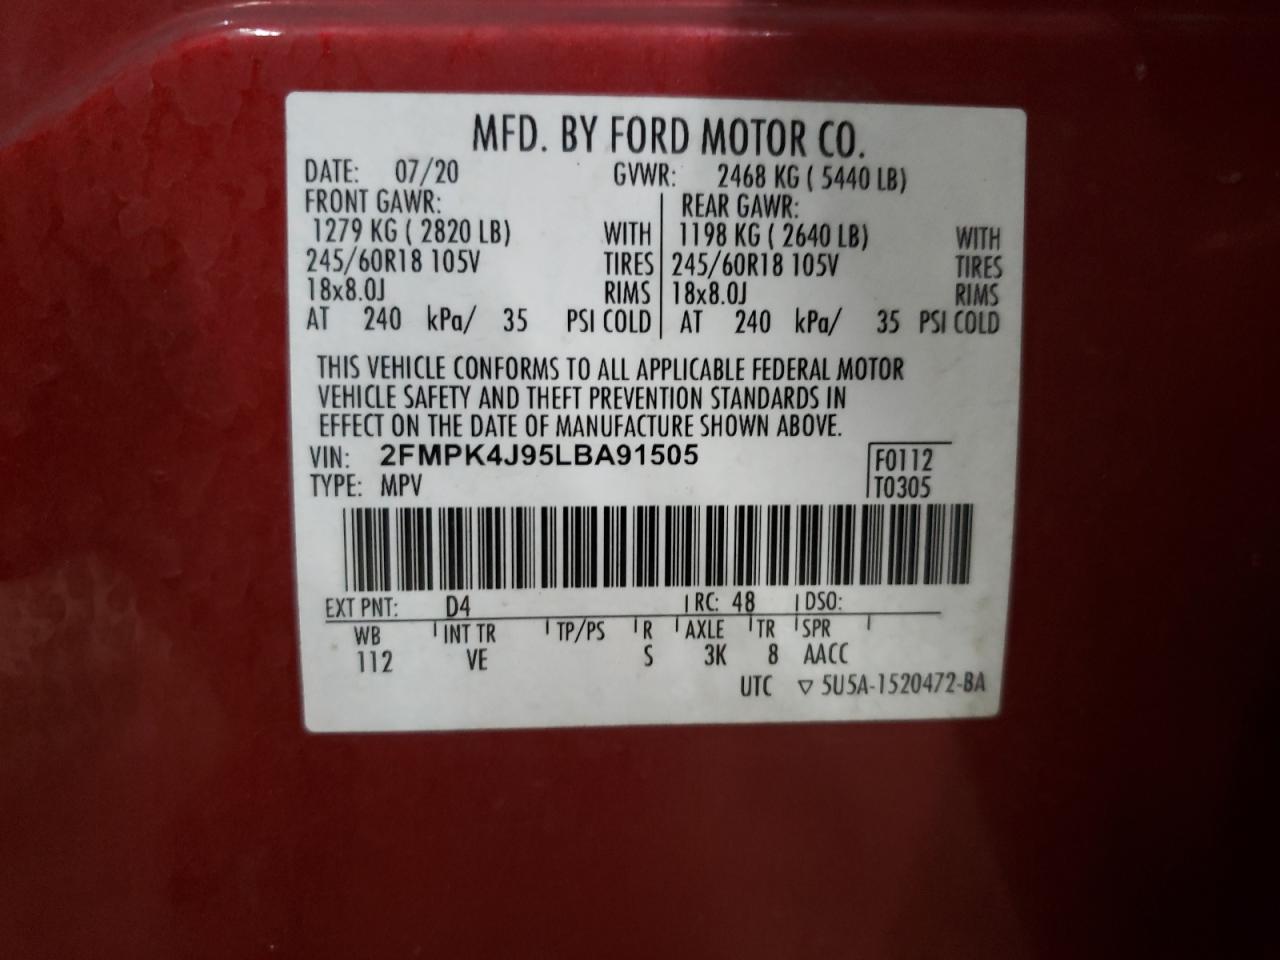 MFD. BY FORD MOTOR CO.
DATE: 07/20 GVWR: 2468 KG ( 5440 LB)
FRONT GAWR: REAR GAWR:
1279 KG ( 2820 LB) WITH 1198 KG ( 2640 LB) WITH
245/60R18 105V TIRES 245/60R18 105V TIRES
18x8.0J RIMS 18x8.0J RIMS
AT 240 kPa/ 35 PSI COLD AT 240 kPa/ 35 PSI COLD
THIS VEHICLE CONFORMS TO ALL APPLICABLE FEDERAL MOTOR
VEHICLE SAFETY AND THEFT PREVENTION STANDARDS IN
EFFECT ON THE DATE OF MANUFACTURE SHOWN ABOVE.
VIN: 2FMPK4J95LBA91505 F0112
TYPE: MPV T0305
EXT PNT: D4 RC: 48 DSO:
WB INT TR TP/PS R AXLE TR SPR
112 VE S 3K 8 AACC
UTC ▽ 5U5A-1520472-BA